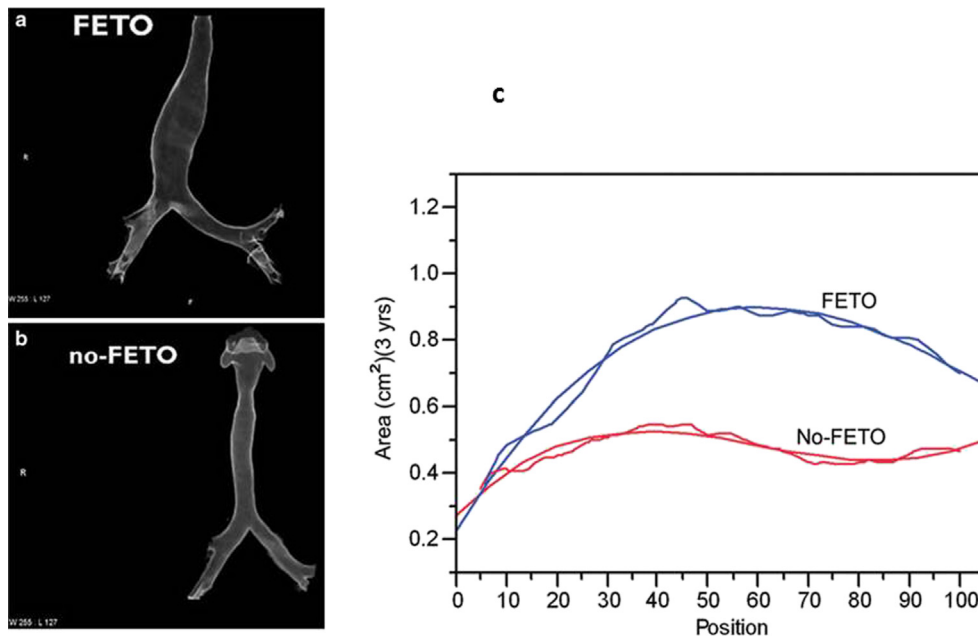 a
FETO
R
W 255 : L 127
F
b
no-FETO
R
W 255 : L 127
c
Area (cm²)(3 yrs)
1.2
1.0
0.8
0.6
0.4
0.2
FETO
No-FETO
0 10 20 30 40 50 60 70 80 90 100
Position